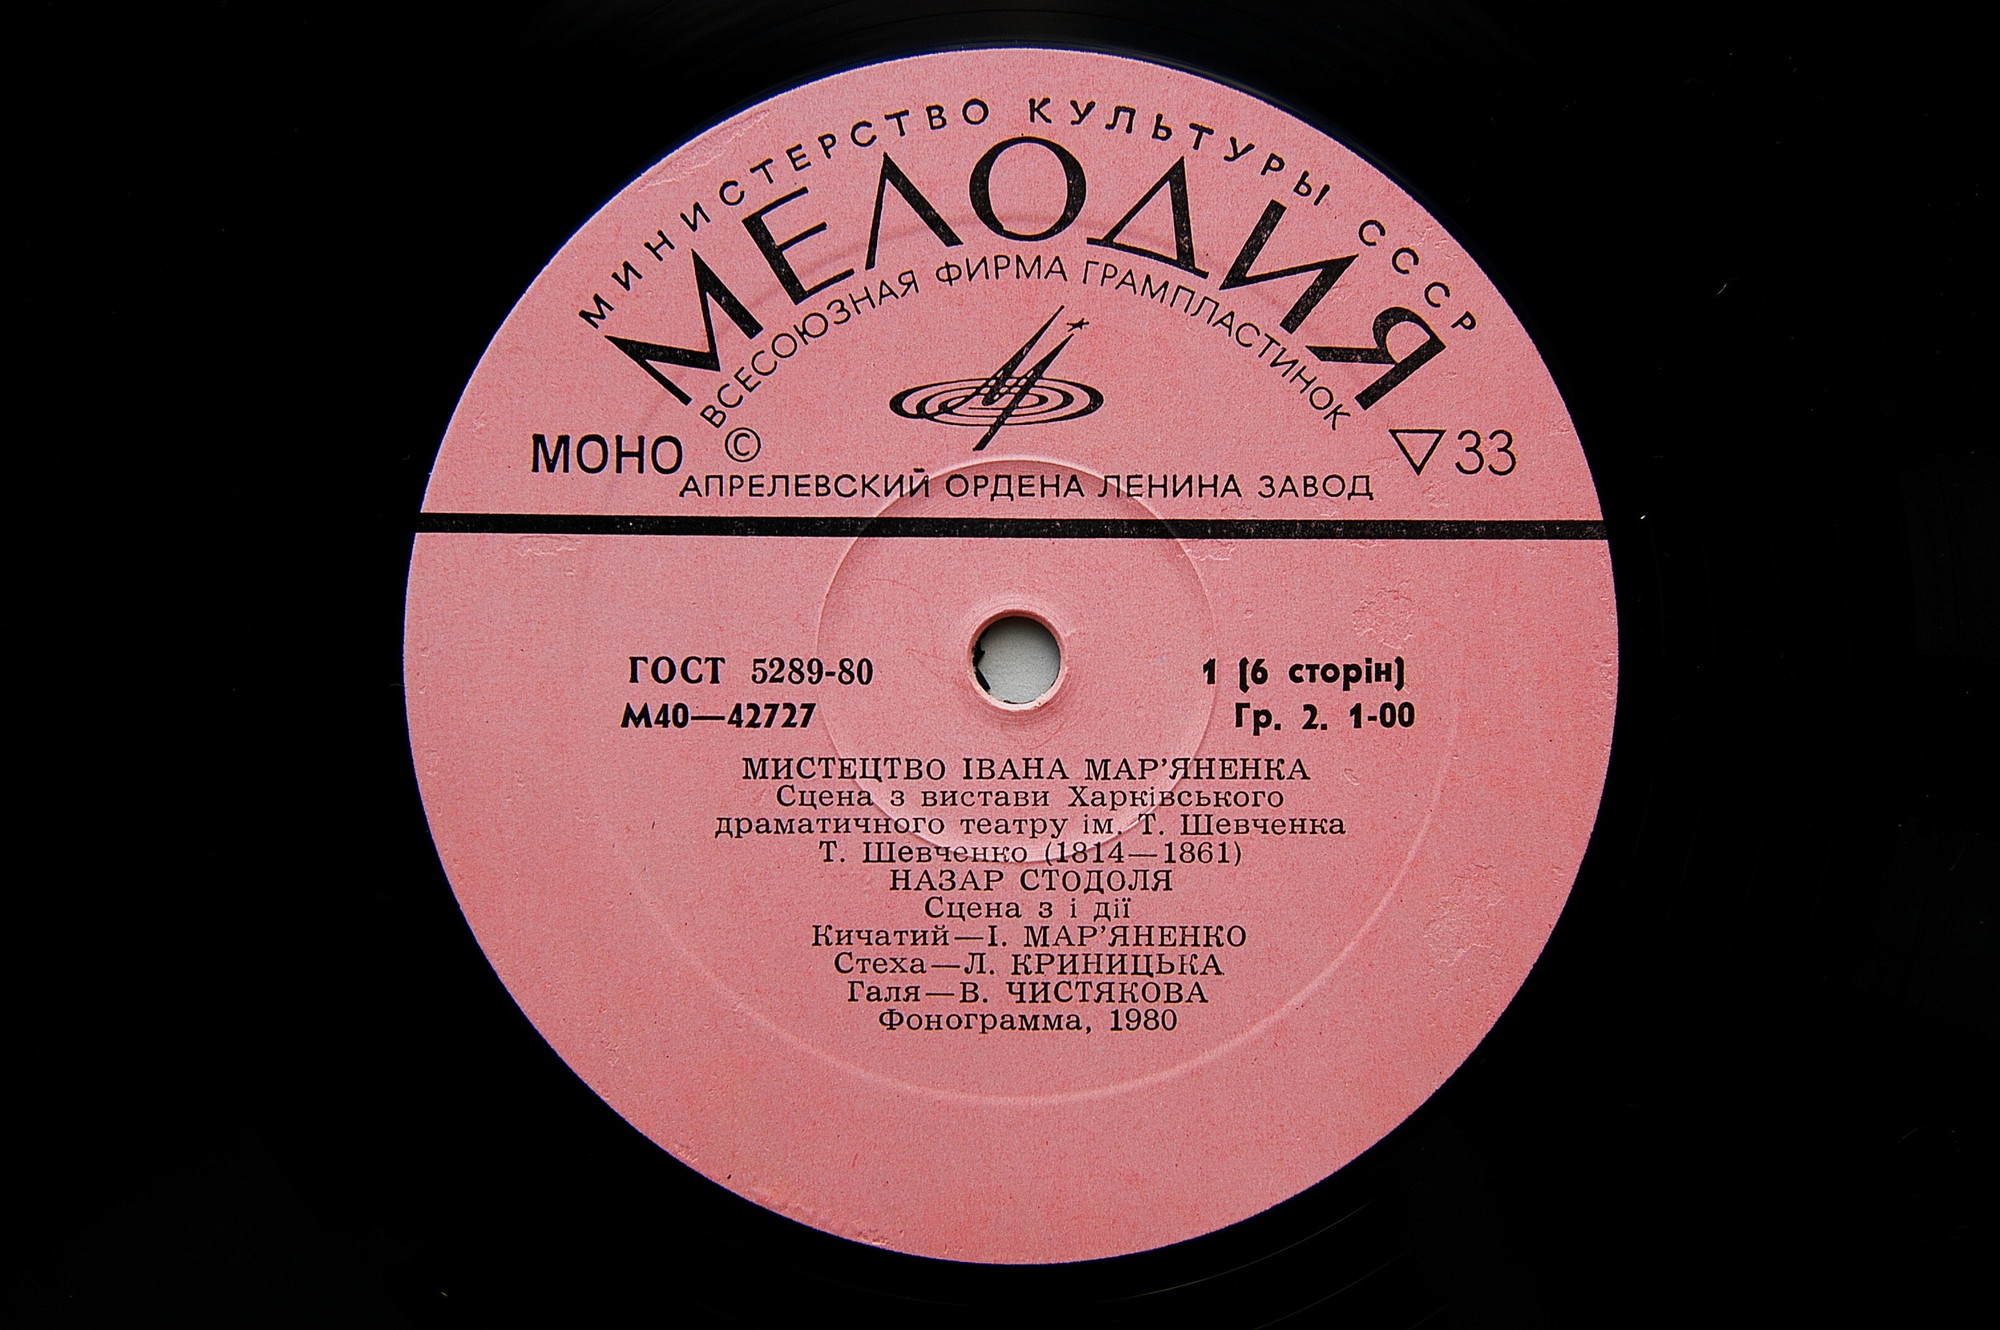 МИНИСТЕРСТВО КУЛЬТУРЫ СССР
МЕЛОДИЯ
ВСЕСОЮЗНАЯ ФИРМА ГРАМПЛАСТИНОК
МОНО © ▽33
АПРЕЛЕВСКИЙ ОРДЕНА ЛЕНИНА ЗАВОД
ГОСТ 5289-80 1 (6 сторін)
М40—42727 Гр. 2. 1-00
МИСТЕЦТВО ІВАНА МАР’ЯНЕНКА
Сцена з вистави Харківського
драматичного театру ім. Т. Шевченка
Т. Шевченко (1814—1861)
НАЗАР СТОДОЛЯ
Сцена з і дії
Кичатий—І. МАР’ЯНЕНКО
Стеха—Л. КРИНИЦЬКА
Галя—В. ЧИСТЯКОВА
Фонограмма, 1980